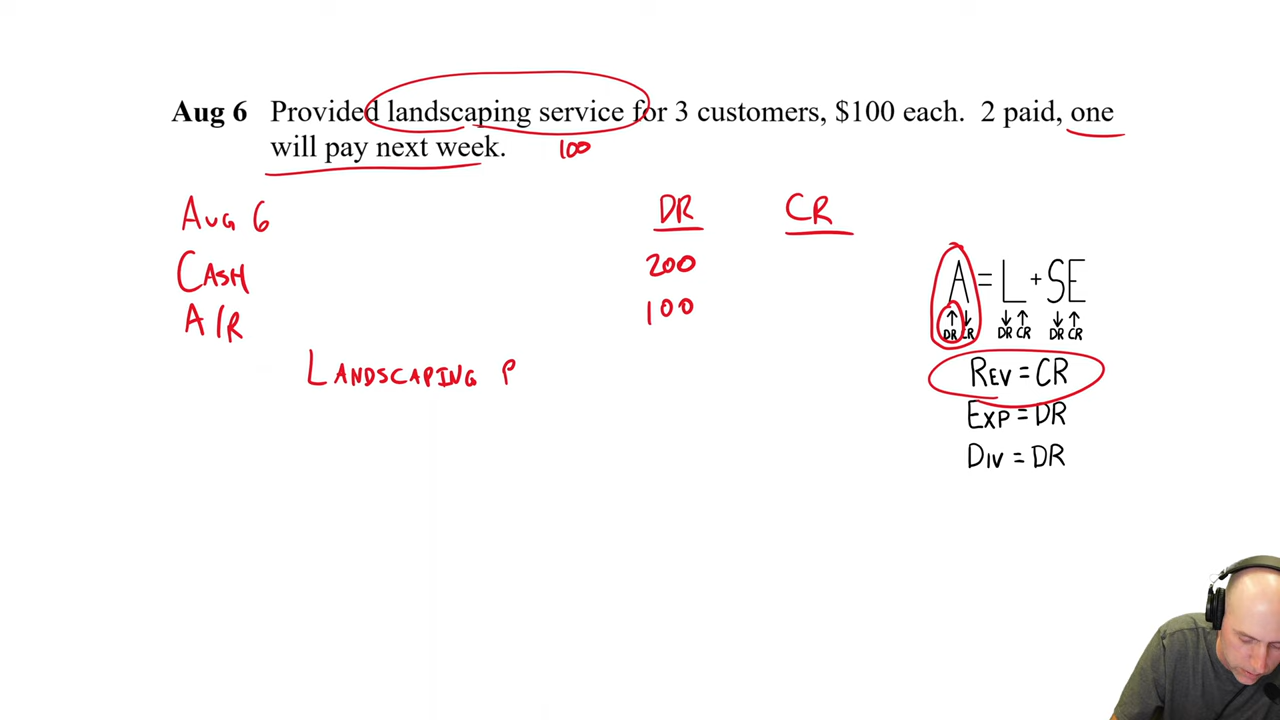 Aug 6 Provided landscaping service for 3 customers, $100 each. 2 paid, one
will pay next week.
100
Aug 6 DR CR
CASH 200
A/R 100
LANDSCAPING P
A = L + SE
↑ ↓ ↓ ↑ ↓ ↑
DR CR DR CR DR CR
REV = CR
EXP = DR
DIV = DR